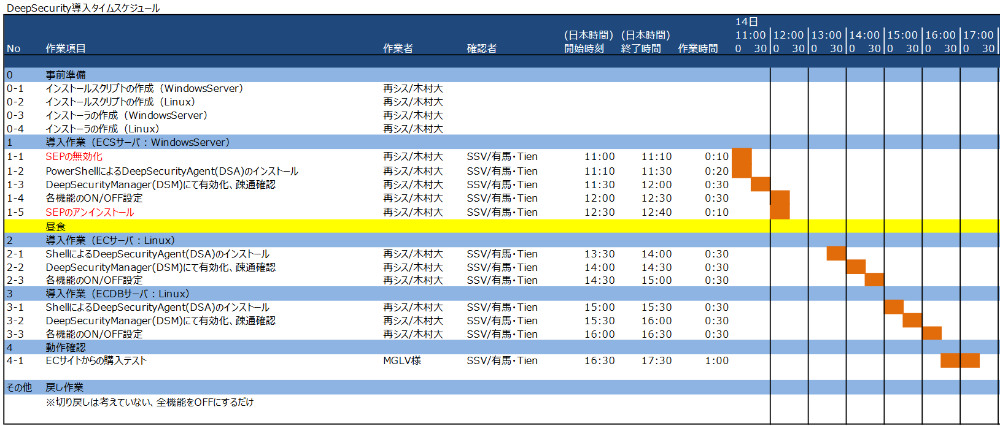 DeepSecurity導入タイムスケジュール
14日
(日本時間) (日本時間) 11:00 12:00 13:00 14:00 15:00 16:00 17:00
No 作業項目 作業者 確認者 開始時刻 終了時間 作業時間 0 30 0 30 0 30 0 30 0 30 0 30 0 30
0 事前準備
0-1 インストールスクリプトの作成（WindowsServer） 再シス/木村大
0-2 インストールスクリプトの作成（Linux） 再シス/木村大
0-3 インストーラの作成（WindowsServer） 再シス/木村大
0-4 インストーラの作成（Linux） 再シス/木村大
1 導入作業（ECSサーバ：WindowsServer）
1-1 SEPの無効化 再シス/木村大 SSV/有馬・Tien 11:00 11:10 0:10
1-2 PowerShellによるDeepSecurityAgent(DSA)のインストール 再シス/木村大 SSV/有馬・Tien 11:10 11:30 0:20
1-3 DeepSecurityManager(DSM)にて有効化、疎通確認 再シス/木村大 SSV/有馬・Tien 11:30 12:00 0:30
1-4 各機能のON/OFF設定 再シス/木村大 SSV/有馬・Tien 12:00 12:30 0:30
1-5 SEPのアンインストール 再シス/木村大 SSV/有馬・Tien 12:30 12:40 0:10
昼食
2 導入作業（ECサーバ：Linux）
2-1 ShellによるDeepSecurityAgent(DSA)のインストール 再シス/木村大 SSV/有馬・Tien 13:30 14:00 0:30
2-2 DeepSecurityManager(DSM)にて有効化、疎通確認 再シス/木村大 SSV/有馬・Tien 14:00 14:30 0:30
2-3 各機能のON/OFF設定 再シス/木村大 SSV/有馬・Tien 14:30 15:00 0:30
3 導入作業（ECDBサーバ：Linux）
3-1 ShellによるDeepSecurityAgent(DSA)のインストール 再シス/木村大 SSV/有馬・Tien 15:00 15:30 0:30
3-2 DeepSecurityManager(DSM)にて有効化、疎通確認 再シス/木村大 SSV/有馬・Tien 15:30 16:00 0:30
3-3 各機能のON/OFF設定 再シス/木村大 SSV/有馬・Tien 16:00 16:30 0:30
4 動作確認
4-1 ECサイトからの購入テスト MGLV様 SSV/有馬・Tien 16:30 17:30 1:00
その他 戻し作業
※切り戻しは考えていない、全機能をOFFにするだけ